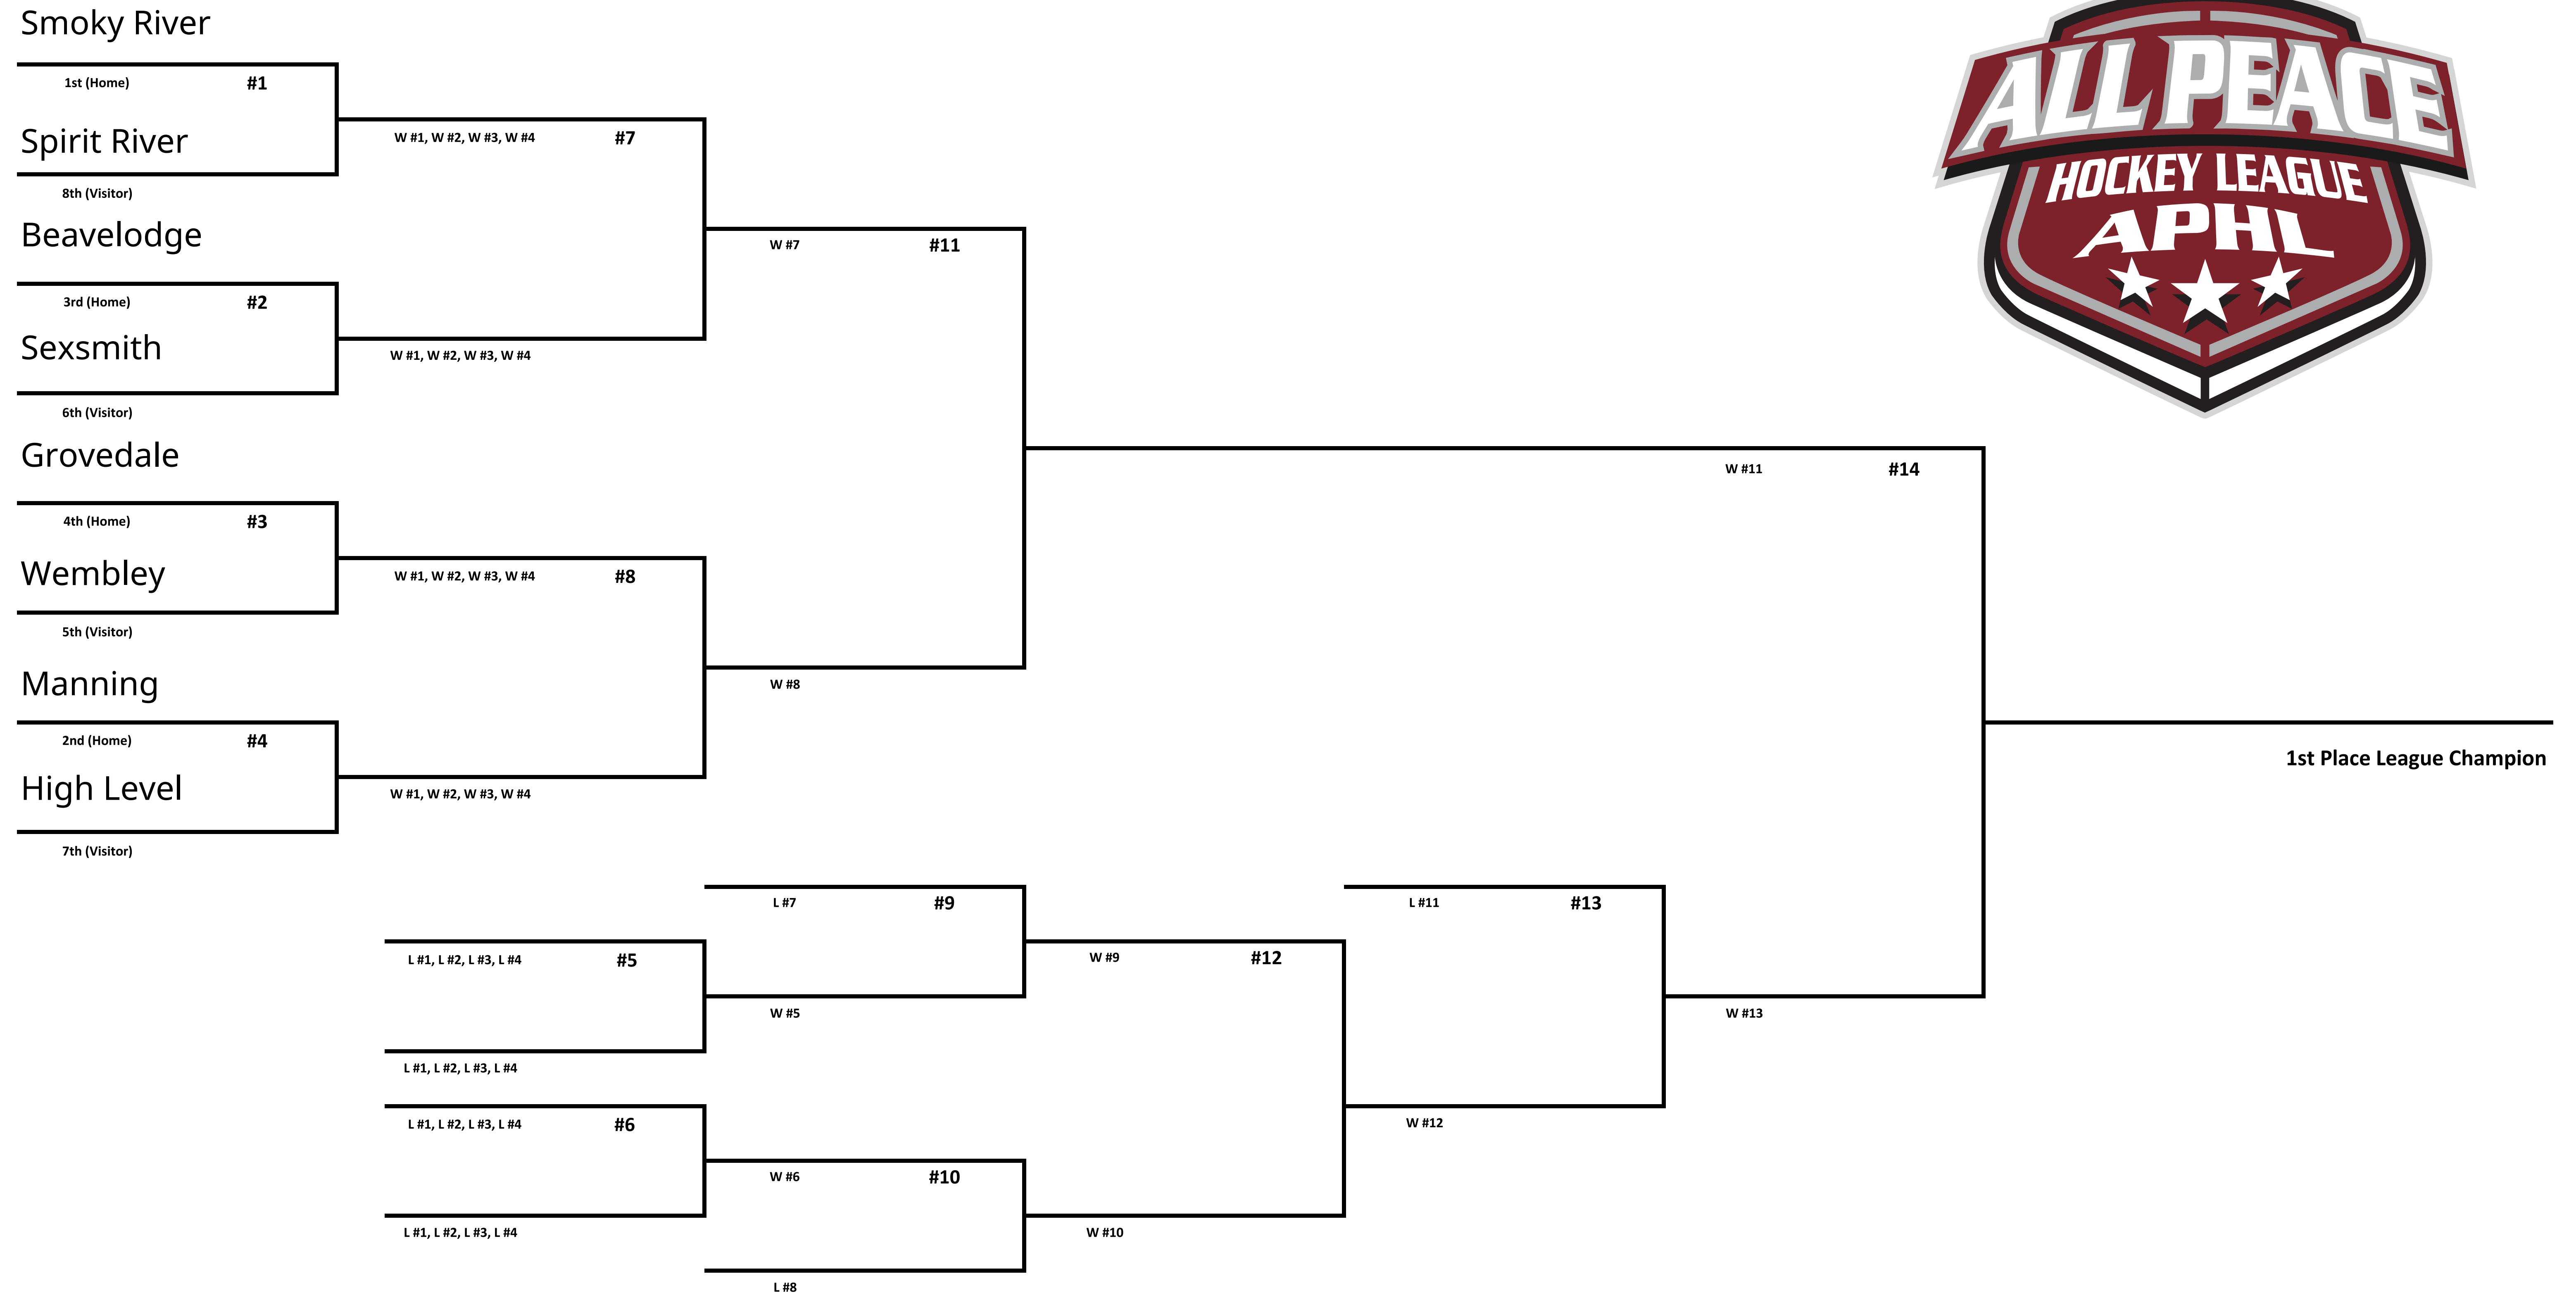 Smoky River
ALL PEACE
HOCKEY LEAGUE
APHL
1st (Home) #1
Spirit River
W #1, W #2, W #3, W #4 #7
8th (Visitor)
Beavelodge
W #7 #11
3rd (Home) #2
Sexsmith
W #1, W #2, W #3, W #4
6th (Visitor)
Grovedale
W #11 #14
4th (Home) #3
Wembley
W #1, W #2, W #3, W #4 #8
5th (Visitor)
Manning
W #8
2nd (Home) #4
1st Place League Champion
High Level
W #1, W #2, W #3, W #4
7th (Visitor)
L #7 #9
L #11 #13
L #1, L #2, L #3, L #4 #5
W #9 #12
W #5
W #13
L #1, L #2, L #3, L #4
L #1, L #2, L #3, L #4 #6
W #12
W #6 #10
L #1, L #2, L #3, L #4
W #10
L #8